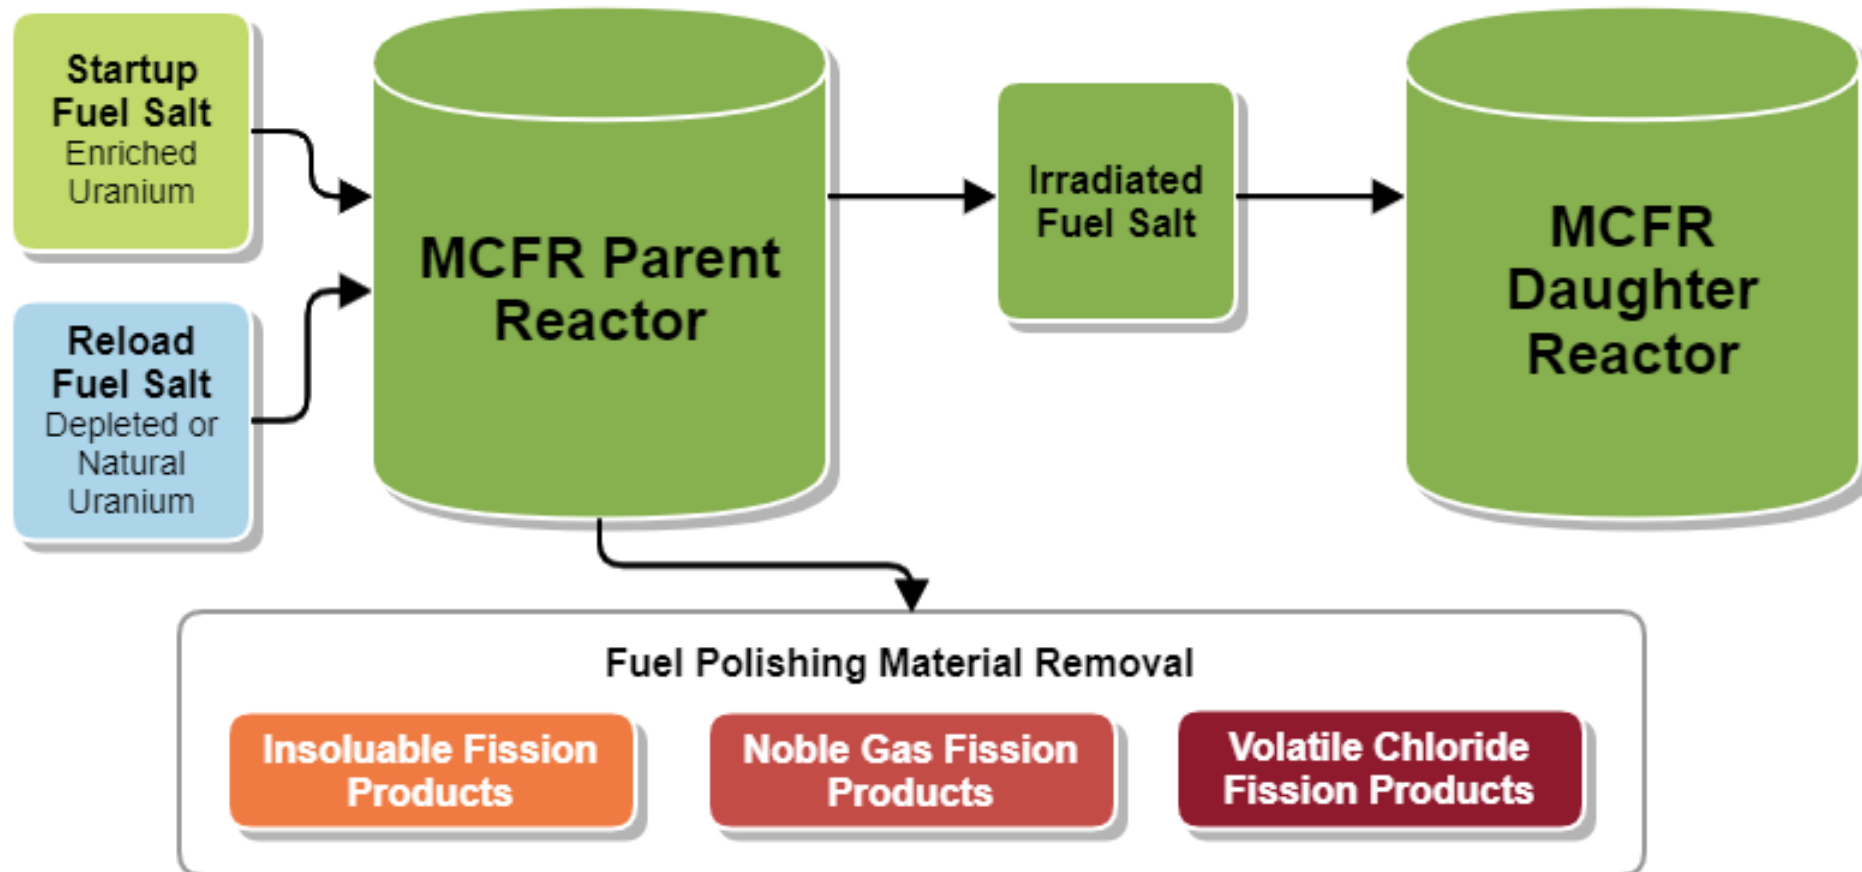 Startup
Fuel Salt
Enriched
Uranium
Reload
Fuel Salt
Depleted or
Natural
Uranium
MCFR Parent
Reactor
Irradiated
Fuel Salt
MCFR
Daughter
Reactor
Fuel Polishing Material Removal
Insoluable Fission
Products
Noble Gas Fission
Products
Volatile Chloride
Fission Products